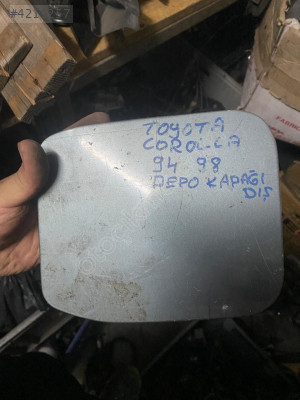 TOYOTA
COROLLA
94 98
DEPO KAPAĞI
DIŞ